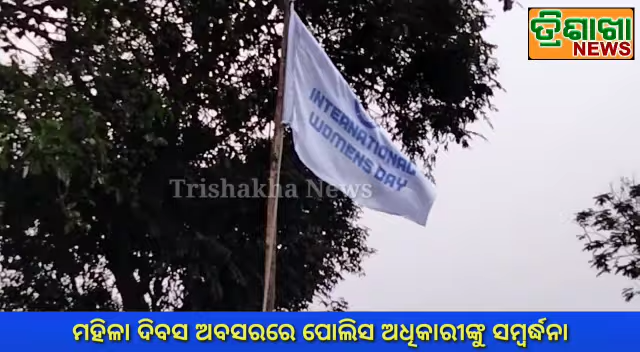 ତ୍ରିଶାଖା
NEWS
INTERNATIONAL
WOMENS DAY
Trishakha News
ମହିଳା ଦିବସ ଅବସରରେ ପୋଲିସ ଅଧିକାରୀଙ୍କୁ ସମ୍ବର୍ଦ୍ଧନା